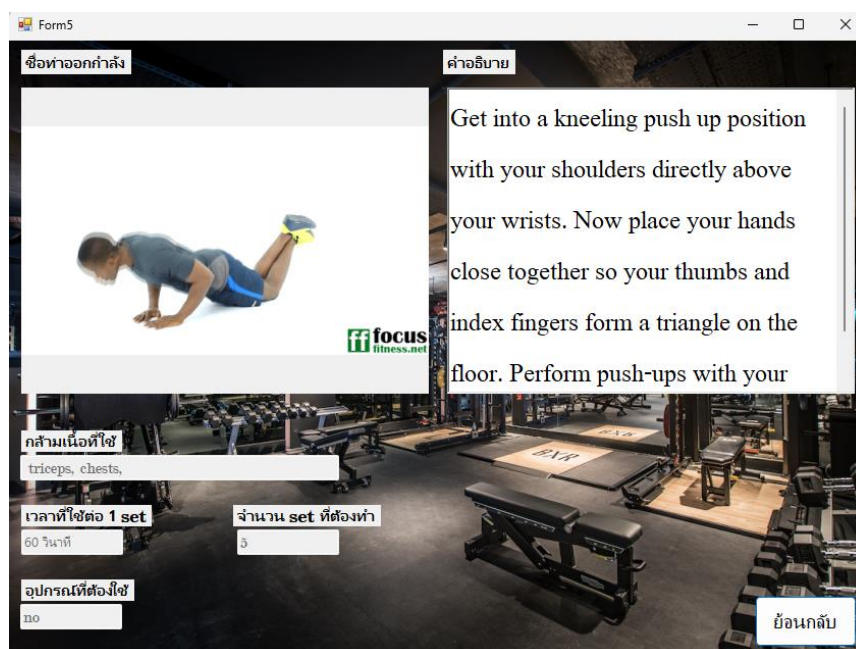 Form5
ชื่อท่าออกกำลัง
คำอธิบาย
ff focus
fitness.net
Get into a kneeling push up position
with your shoulders directly above
your wrists. Now place your hands
close together so your thumbs and
index fingers form a triangle on the
floor. Perform push-ups with your
กล้ามเนื้อที่ใช้
triceps, chests,
BXR
BXR
เวลาที่ใช้ต่อ 1 set
จำนวน set ที่ต้องทำ
60 วินาที
อุปกรณ์ที่ต้องใช้
no
ย้อนกลับ